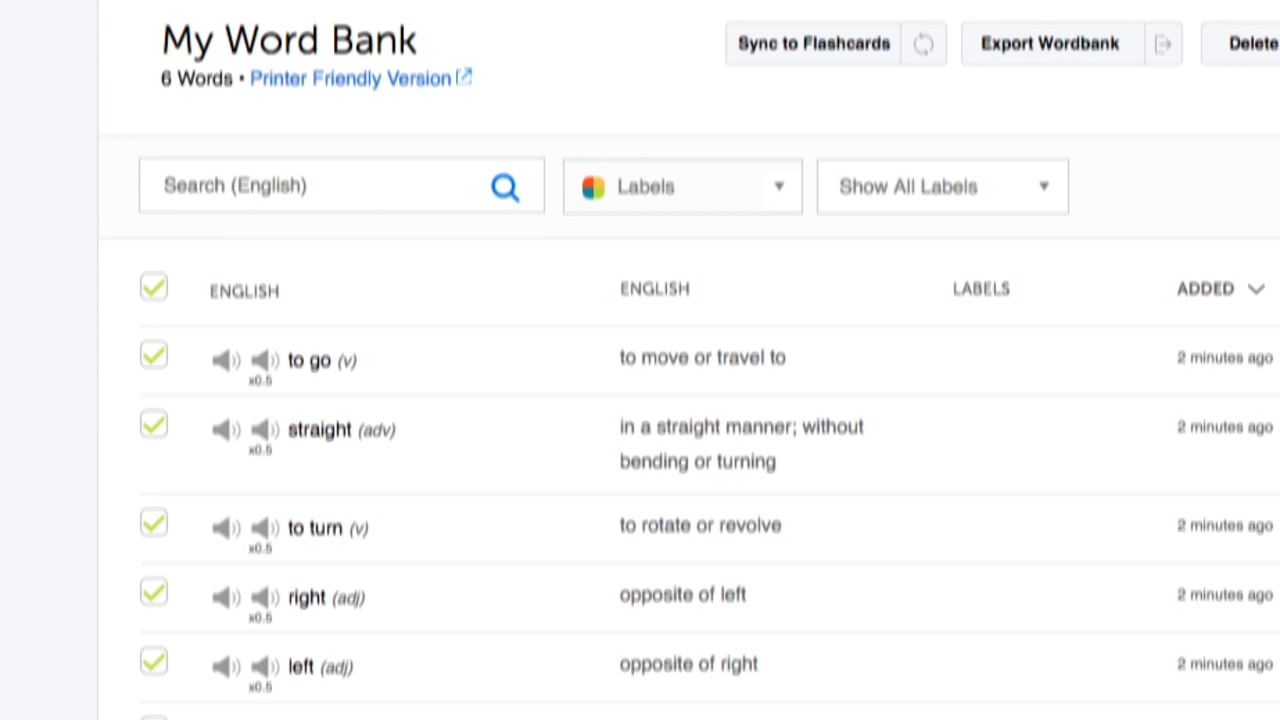 My Word Bank
Sync to Flashcards
Export Wordbank
Delete
6 Words • Printer Friendly Version
Search (English)
Labels
Show All Labels
ENGLISH
ENGLISH
LABELS
ADDED
to go (v)
x0.5
to move or travel to
2 minutes ago
straight (adv)
x0.5
in a straight manner; without
bending or turning
2 minutes ago
to turn (v)
x0.5
to rotate or revolve
2 minutes ago
right (adj)
x0.5
opposite of left
2 minutes ago
left (adj)
x0.5
opposite of right
2 minutes ago